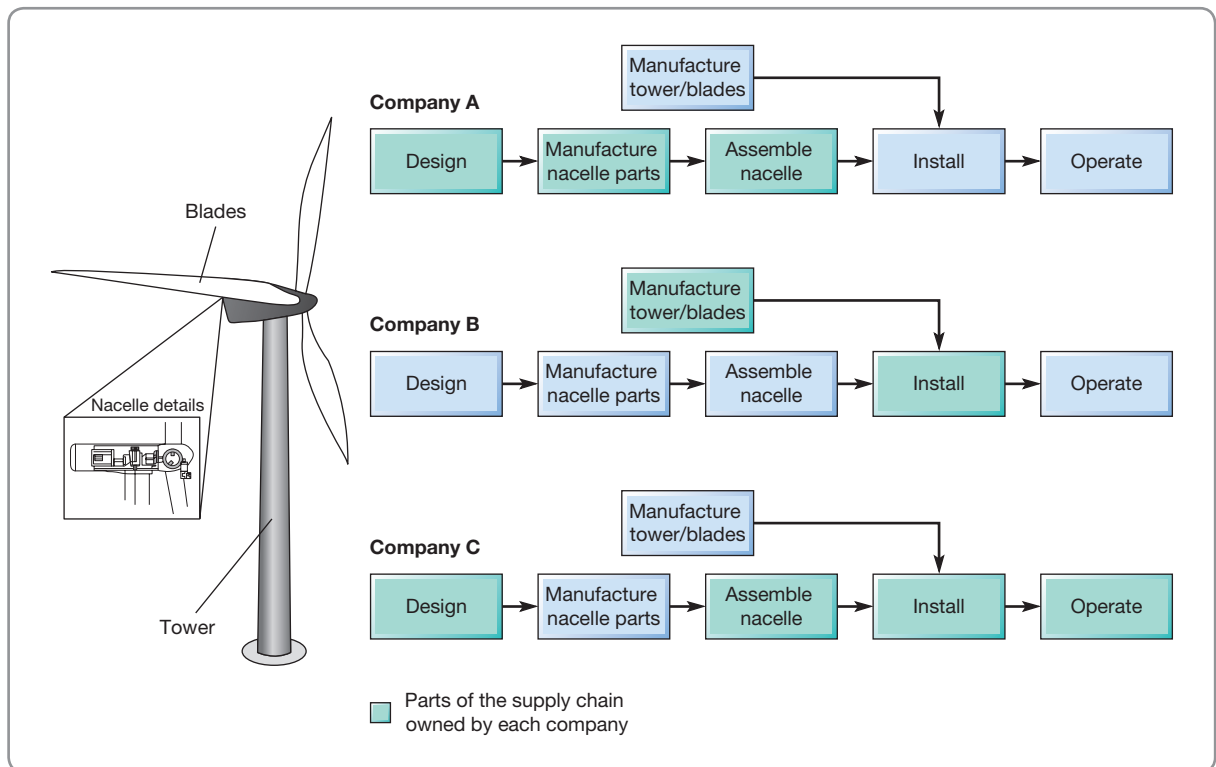 Blades
Nacelle details
Tower
Company A
Manufacture
tower/blades
Design
Manufacture
nacelle parts
Assemble
nacelle
Install
Operate
Company B
Manufacture
tower/blades
Design
Manufacture
nacelle parts
Assemble
nacelle
Install
Operate
Company C
Manufacture
tower/blades
Design
Manufacture
nacelle parts
Assemble
nacelle
Install
Operate
Parts of the supply chain
owned by each company